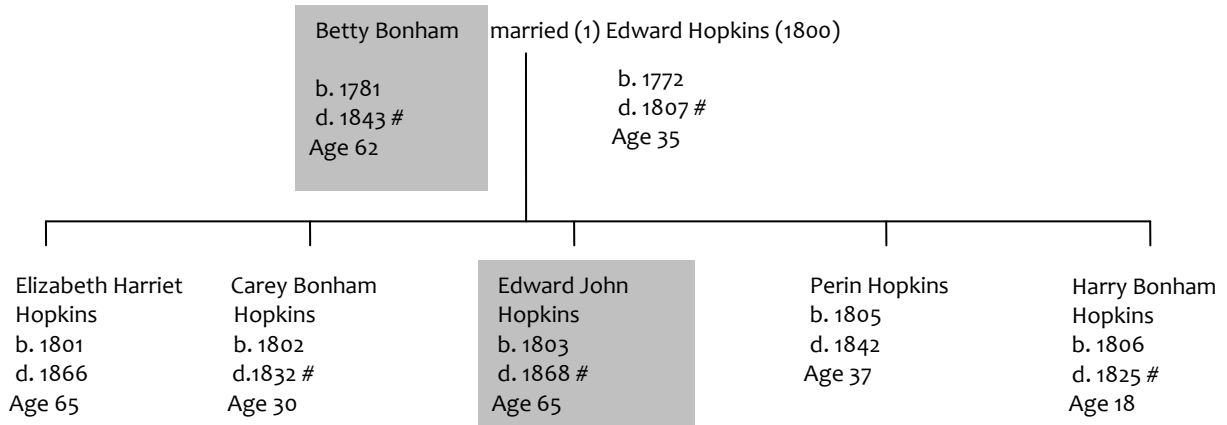 Betty Bonham married (1) Edward Hopkins (1800)
b. 1781
d. 1843 #
Age 62
b. 1772
d. 1807 #
Age 35
Elizabeth Harriet
Hopkins
b. 1801
d. 1866
Age 65
Carey Bonham
Hopkins
b. 1802
d.1832 #
Age 30
Edward John
Hopkins
b. 1803
d. 1868 #
Age 65
Perin Hopkins
b. 1805
d. 1842
Age 37
Harry Bonham
Hopkins
b. 1806
d. 1825 #
Age 18